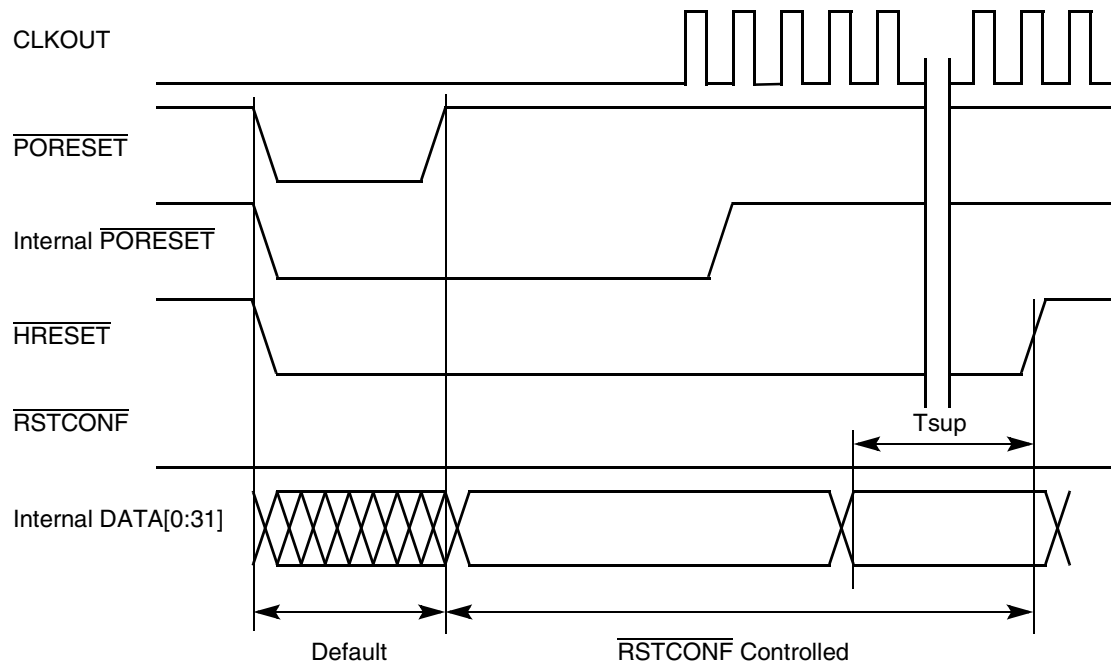 CLKOUT
PORESET
Internal PORESET
HRESET
RSTCONF
Tsup
Internal DATA[0:31]
Default
RSTCONF Controlled